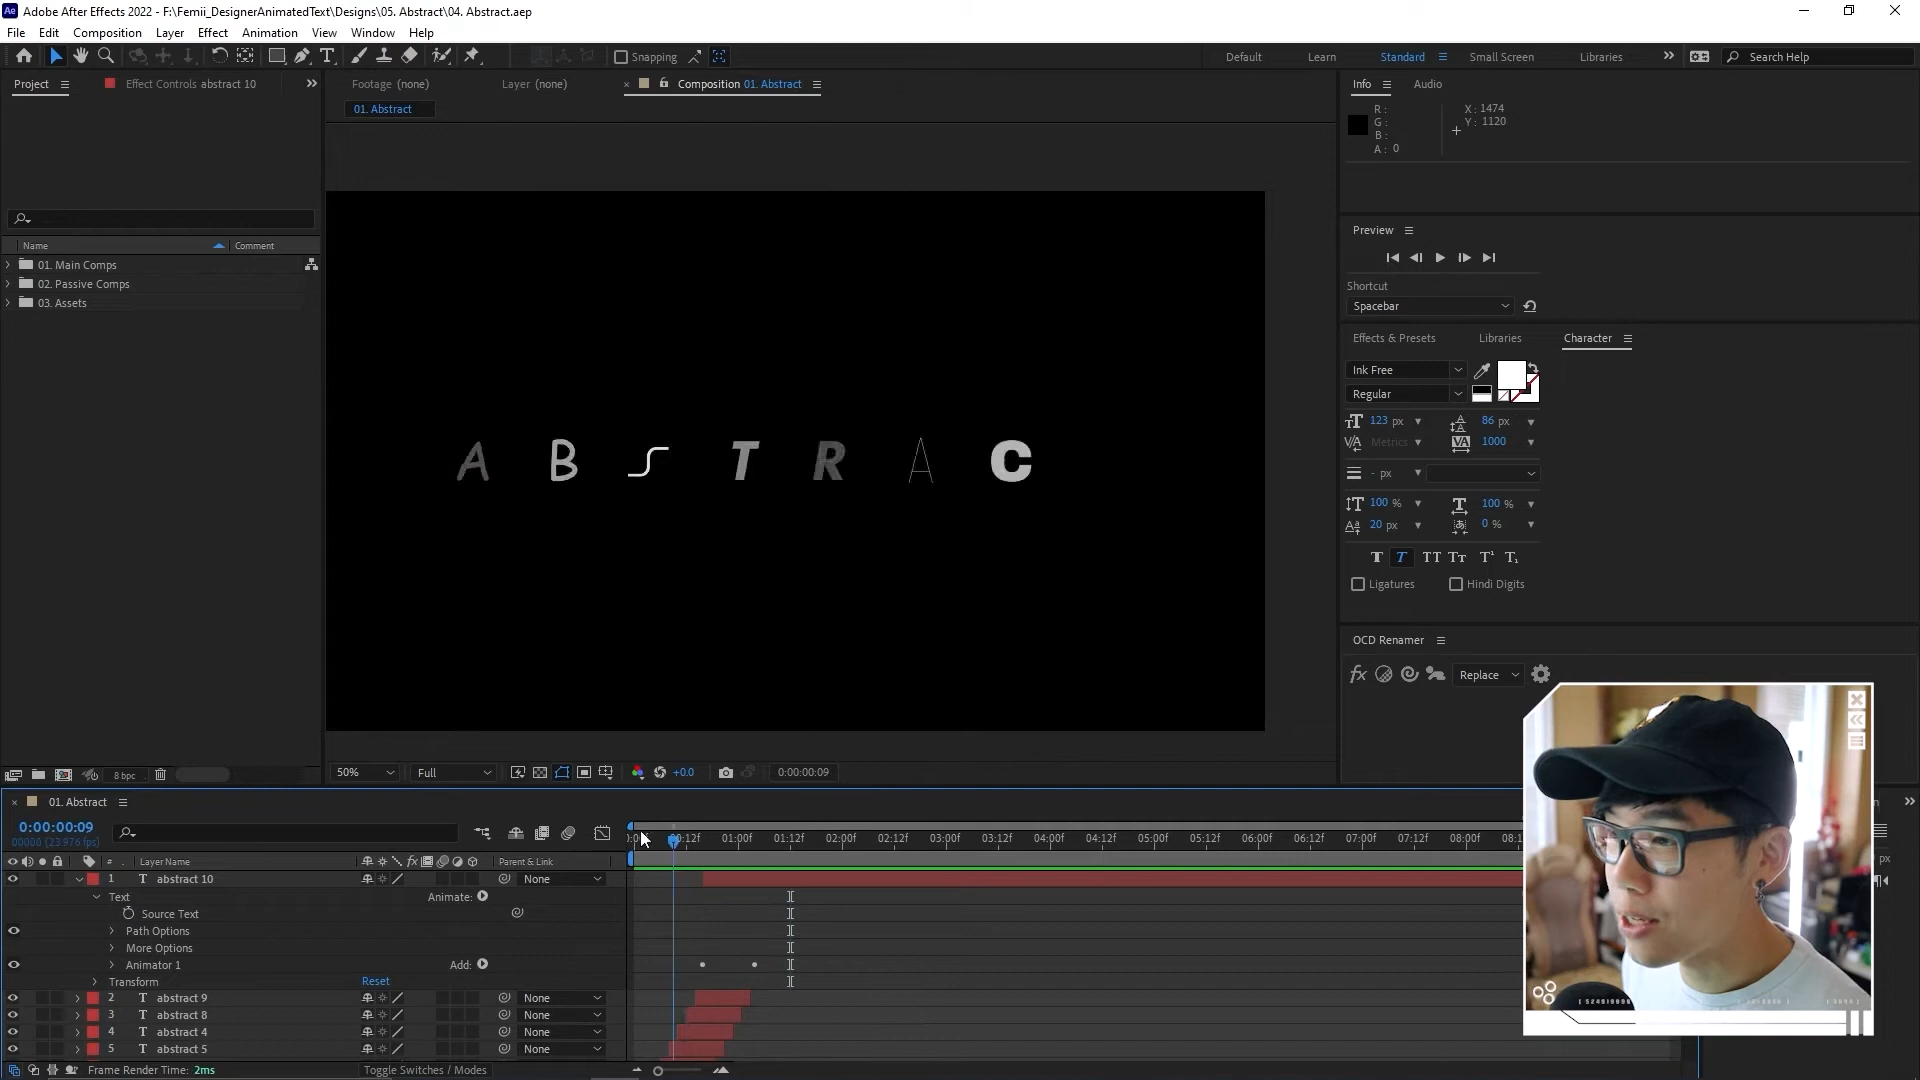 Adobe After Effects 2022 - F:\Femii_DesignerAnimatedText\Designs\05. Abstract\04. Abstract.aep
File Edit Composition Layer Effect Animation View Window Help
Snapping Default Learn Standard Small Screen Libraries Search Help
Project Effect Controls abstract 10 Footage (none) Layer (none) Composition 01. Abstract Info Audio
01. Abstract
R :
G :
B :
A : 0
X : 1474
Y : 1120
Preview
Shortcut
Spacebar
Name Comment
01. Main Comps
02. Passive Comps
03. Assets
Effects & Presets Libraries Character
Ink Free
Regular
123 px 86 px
Metrics 1000
- px
100 % 100 %
20 px 0 %
Ligatures Hindi Digits
OCD Renamer
fx Replace
A B S T R A C
8 bpc 50% Full +0.0 0:00:00:09
01. Abstract
0:00:00:09
00000 (23.976 fps)
00:12f 01:00f 01:12f 02:00f 02:12f 03:00f 03:12f 04:00f 04:12f 05:00f 05:12f 06:00f 06:12f 07:00f 07:12f 08:00f
# Layer Name Parent & Link
1 T abstract 10 None
Text Animate:
Source Text
Path Options
More Options
Animator 1 Add:
Transform Reset
2 T abstract 9 None
3 T abstract 8 None
4 T abstract 4 None
5 T abstract 5 None
Frame Render Time: 2ms Toggle Switches / Modes